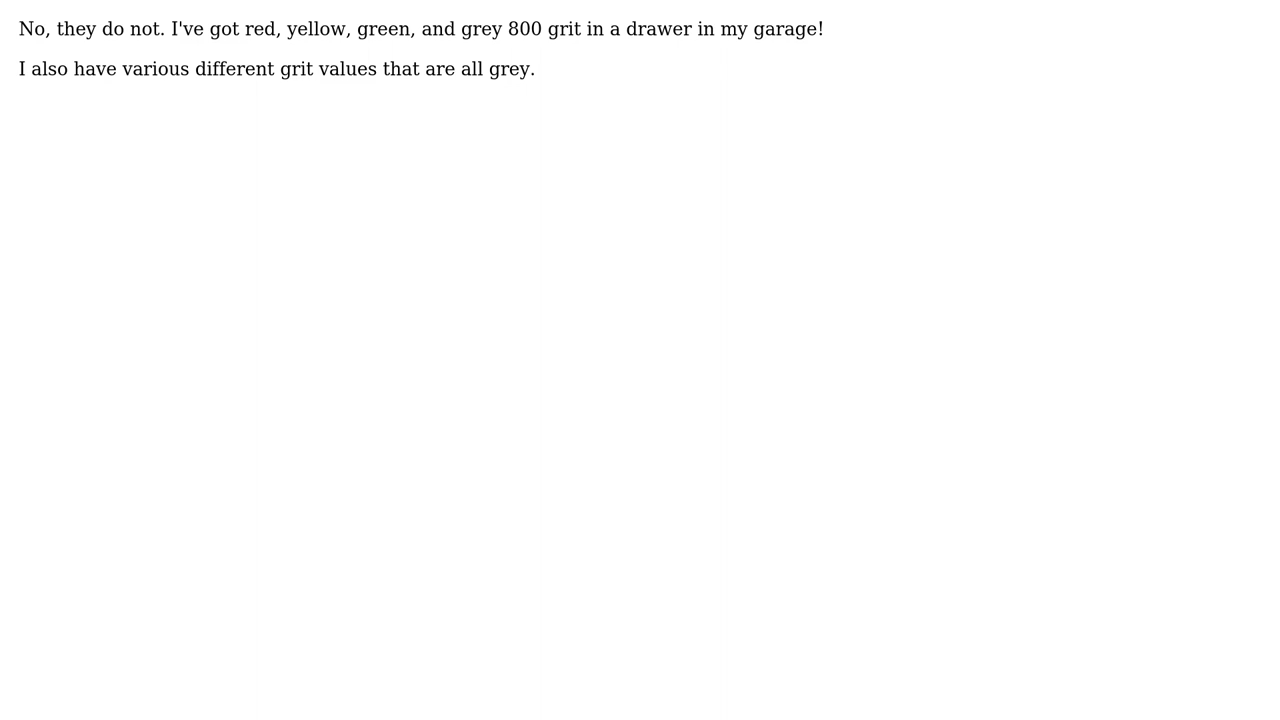 No, they do not. I've got red, yellow, green, and grey 800 grit in a drawer in my garage!
I also have various different grit values that are all grey.